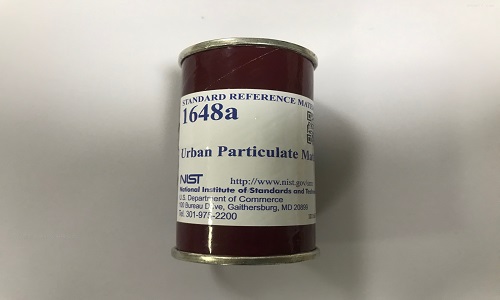 STANDARD REFERENCE MAT
1648a
Urban Particulate Mat
NIST http://www.nist.gov/srm
National Institute of Standards and Techno
U.S. Department of Commerce
100 Bureau Drive, Gaithersburg, MD 20899
Tel. 301-975-2200